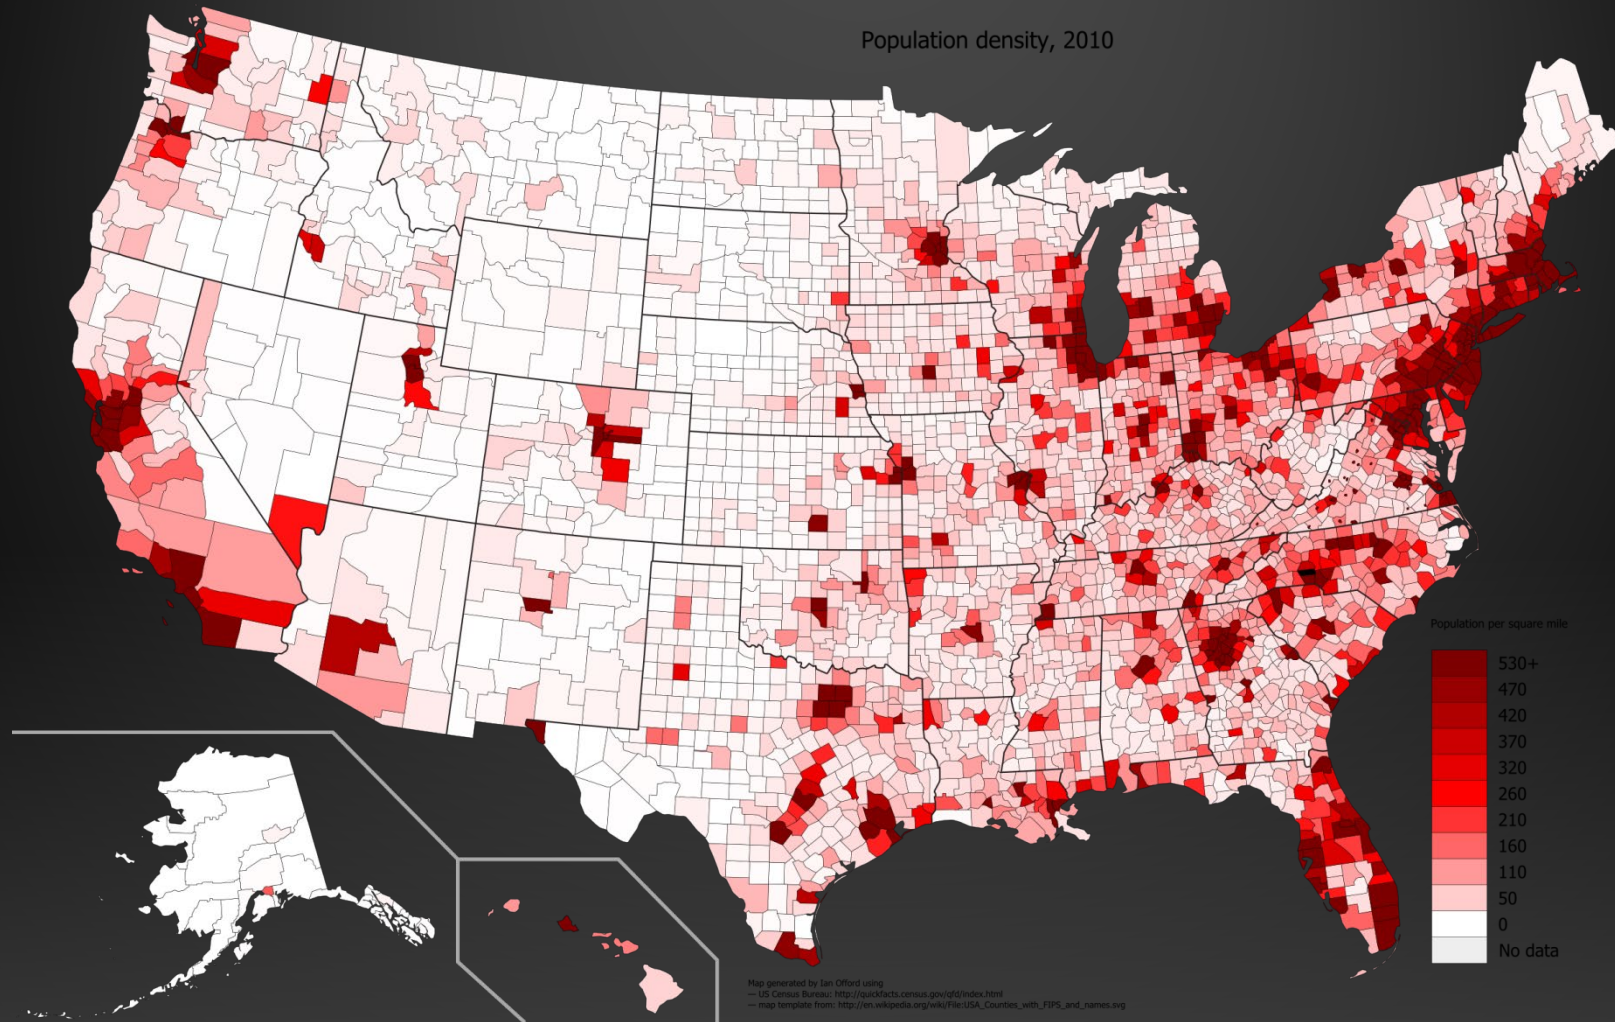 Population density, 2010
Population per square mile
530+
470
420
370
320
260
210
160
110
50
0
No data
Map generated by Ian Offord using
— US Census Bureau: http://quickfacts.census.gov/qfd/index.html
— map template from: http://en.wikipedia.org/wiki/File:USA_Counties_with_FIPS_and_names.svg